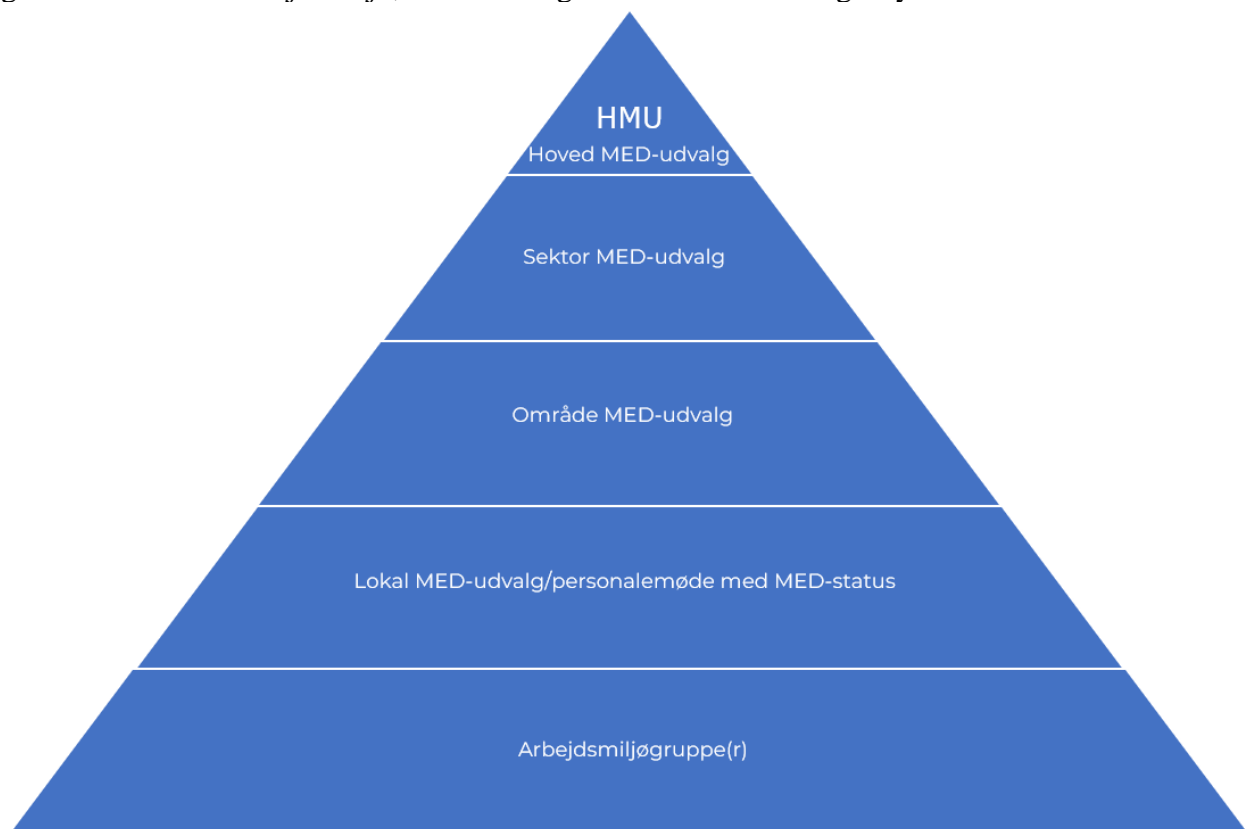 HMU
Hoved MED-udvalg
Sektor MED-udvalg
Område MED-udvalg
Lokal MED-udvalg/personalemøde med MED-status
Arbejdsmiljøgruppe(r)